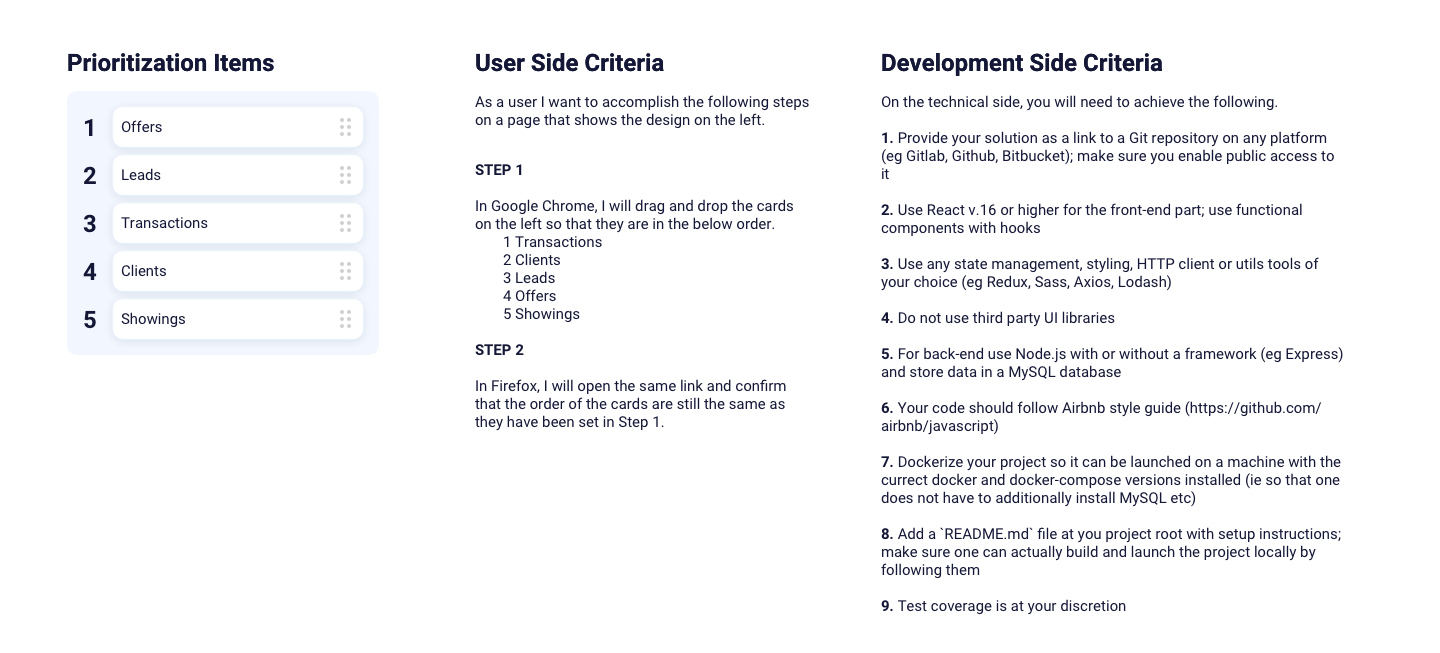 Prioritization Items
1 Offers
2 Leads
3 Transactions
4 Clients
5 Showings
User Side Criteria
As a user I want to accomplish the following steps
on a page that shows the design on the left.
STEP 1
In Google Chrome, I will drag and drop the cards
on the left so that they are in the below order.
1 Transactions
2 Clients
3 Leads
4 Offers
5 Showings
STEP 2
In Firefox, I will open the same link and confirm
that the order of the cards are still the same as
they have been set in Step 1.
Development Side Criteria
On the technical side, you will need to achieve the following.
1. Provide your solution as a link to a Git repository on any platform
(eg Gitlab, Github, Bitbucket); make sure you enable public access to
it
2. Use React v.16 or higher for the front-end part; use functional
components with hooks
3. Use any state management, styling, HTTP client or utils tools of
your choice (eg Redux, Sass, Axios, Lodash)
4. Do not use third party UI libraries
5. For back-end use Node.js with or without a framework (eg Express)
and store data in a MySQL database
6. Your code should follow Airbnb style guide (https://github.com/
airbnb/javascript)
7. Dockerize your project so it can be launched on a machine with the
currect docker and docker-compose versions installed (ie so that one
does not have to additionally install MySQL etc)
8. Add a `README.md` file at you project root with setup instructions;
make sure one can actually build and launch the project locally by
following them
9. Test coverage is at your discretion